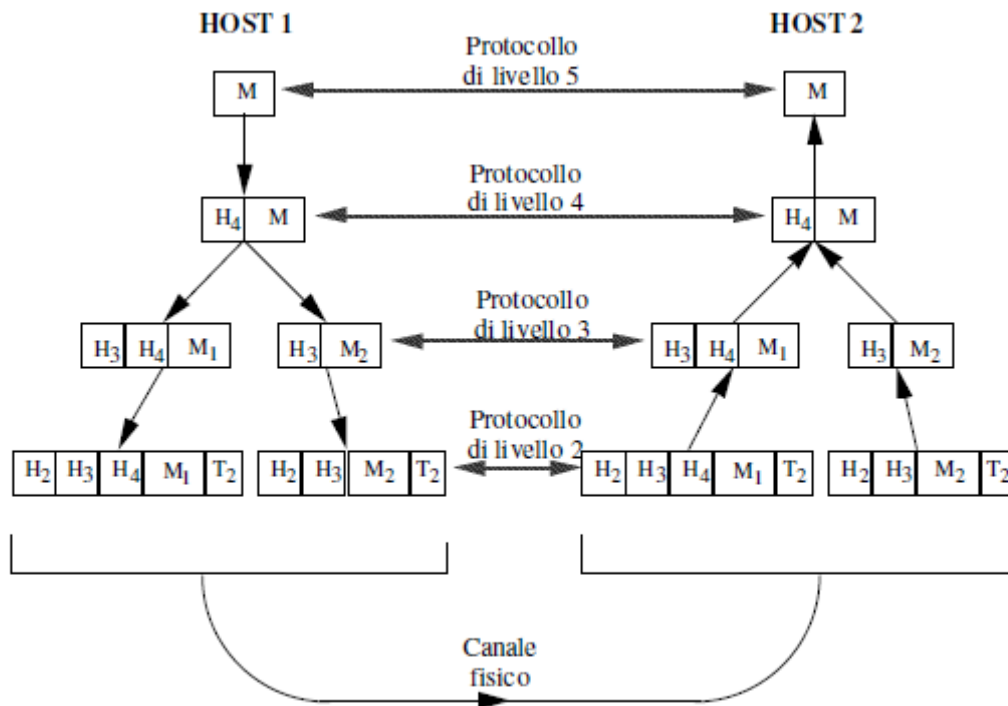 HOST 1 HOST 2
Protocollo
di livello 5
M M
Protocollo
di livello 4
H4 M H4 M
Protocollo
di livello 3
H3 H4 M1 H3 M2 H3 H4 M1 H3 M2
Protocollo
di livello 2
H2 H3 H4 M1 T2 H2 H3 M2 T2 H2 H3 H4 M1 T2 H2 H3 M2 T2
Canale
fisico